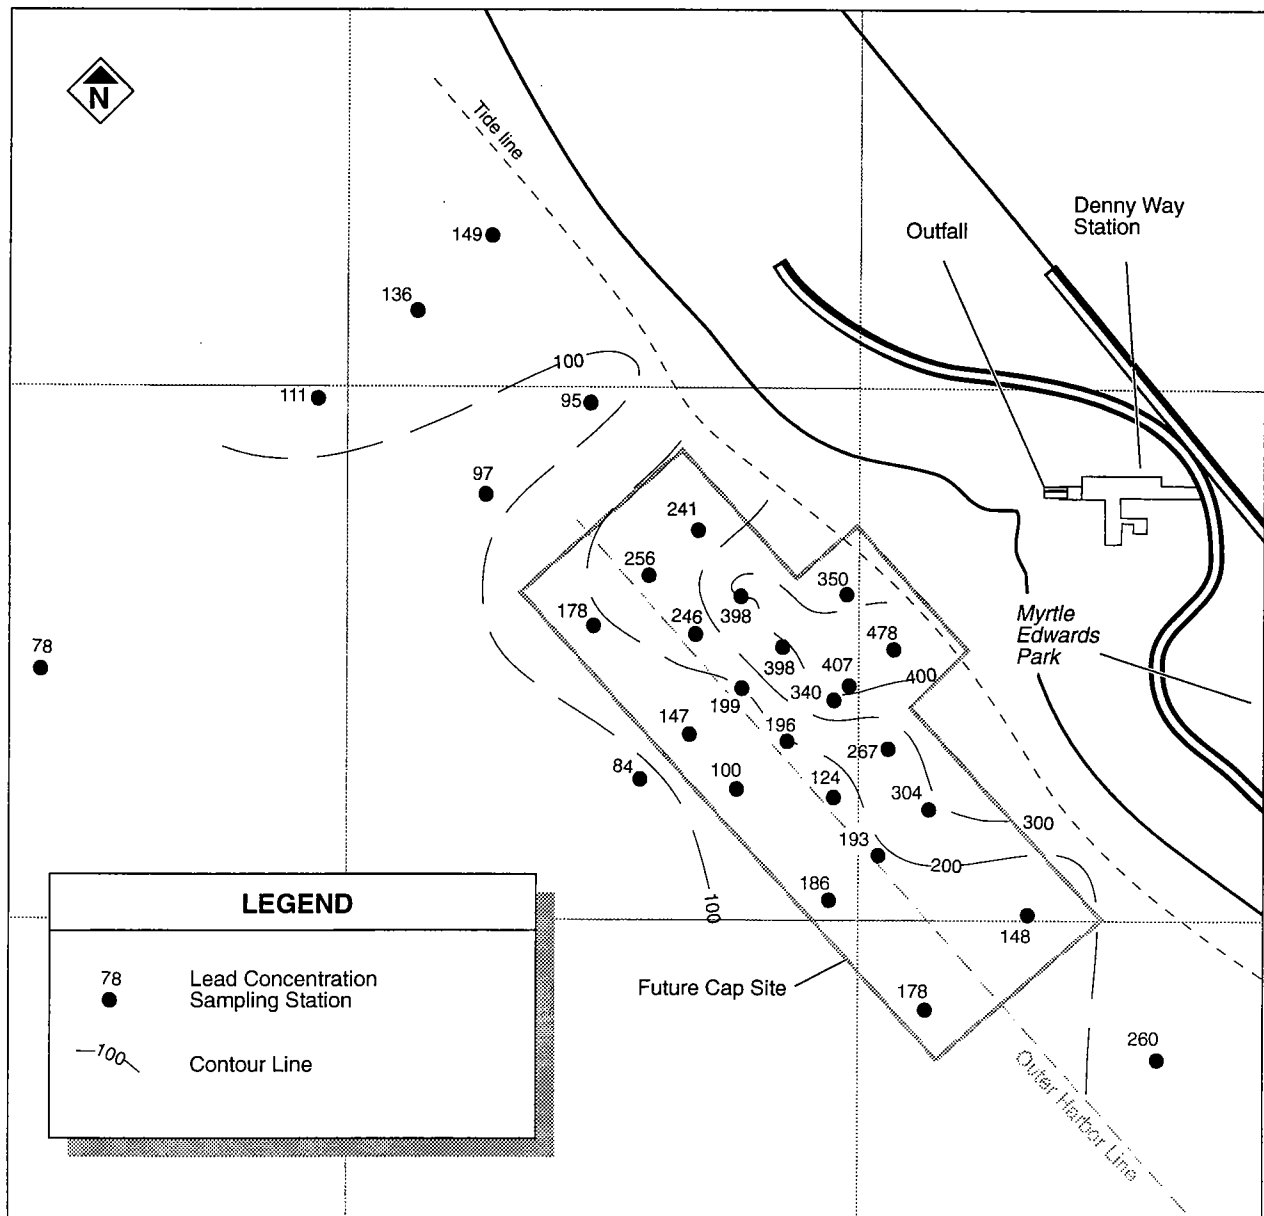 N
Tide line
149
136
Outfall
Denny Way
Station
100
111
95
97
241
256
350
398
178
246
478
Myrtle
Edwards
Park
78
398
407
400
340
199
147
196
267
84
100
124
304
300
193
200
186
100
148
LEGEND
78
Lead Concentration
Sampling Station
100
Contour Line
Future Cap Site
178
260
Outer Harbor Line